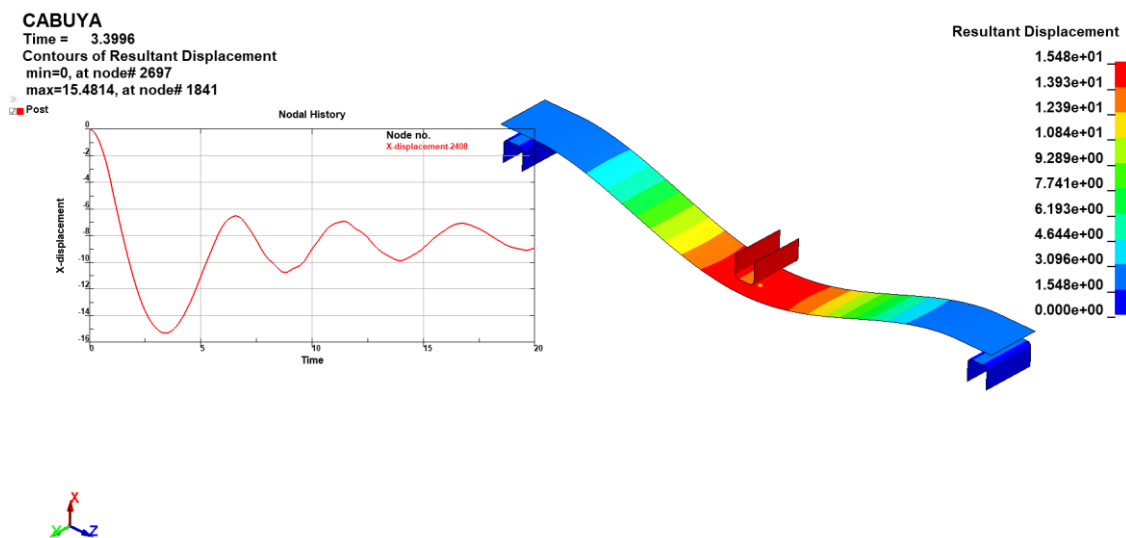 CABUYA
Time = 3.3996
Contours of Resultant Displacement
min=0, at node# 2697
max=15.4814, at node# 1841
Post
Nodal History
Node no.
X-displacement-2408
X-displacement
0
-2
-4
-6
-8
-10
-12
-14
-16
0
5
10
15
20
Time
Resultant Displacement
1.548e+01
1.393e+01
1.239e+01
1.084e+01
9.289e+00
7.741e+00
6.193e+00
4.644e+00
3.096e+00
1.548e+00
0.000e+00
X
Y
Z